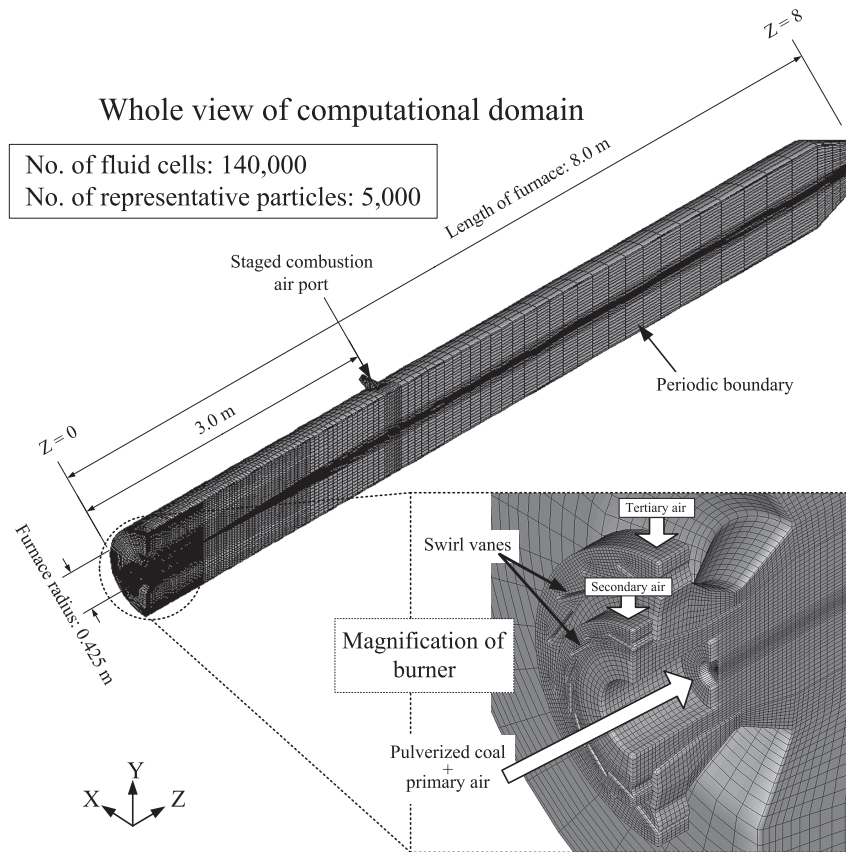 Z = 8
Whole view of computational domain
No. of fluid cells: 140,000
No. of representative particles: 5,000
Length of furnace: 8.0 m
Staged combustion
air port
Periodic boundary
3.0 m
Z = 0
Furnace radius: 0.425 m
Tertiary air
Swirl vanes
Secondary air
Magnification of
burner
Pulverized coal
+
primary air
Y
X
Z